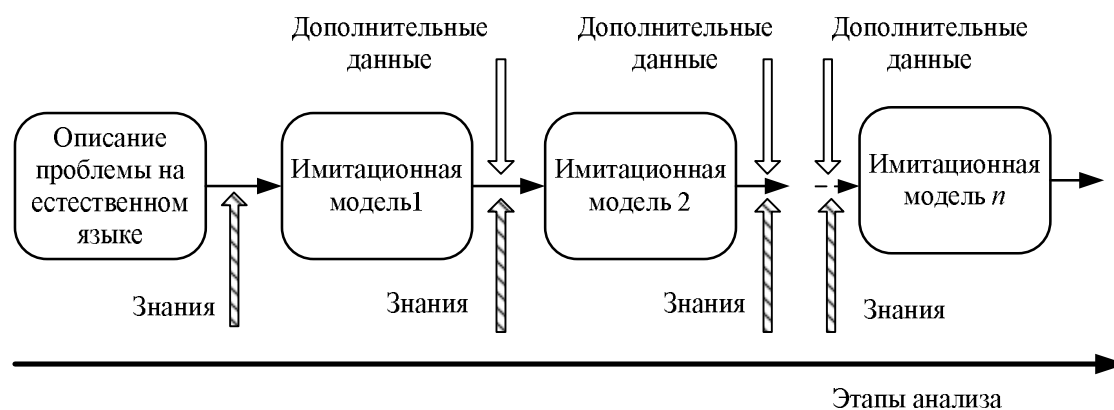 Дополнительные
данные
Дополнительные
данные
Дополнительные
данные
Описание
проблемы на
естественном
языке
Имитационная
модель1
Имитационная
модель 2
Имитационная
модель n
Знания
Знания
Знания
Знания
Этапы анализа